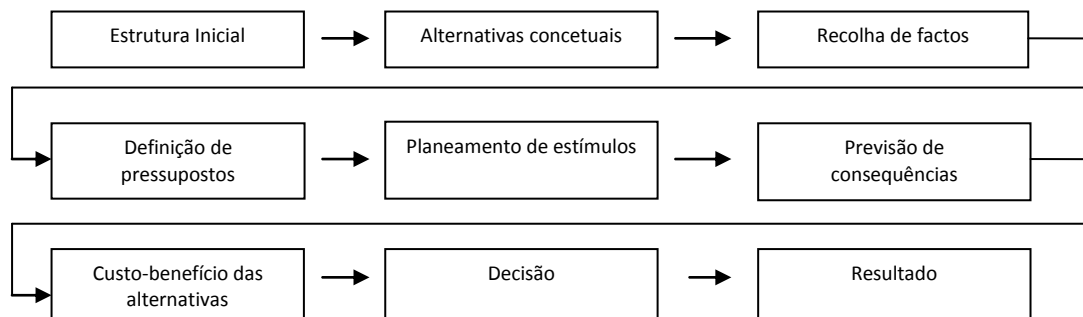 Estrutura Inicial
Alternativas concetuais
Recolha de factos
Definição de
pressupostos
Planeamento de estímulos
Previsão de
consequências
Custo-benefício das
alternativas
Decisão
Resultado